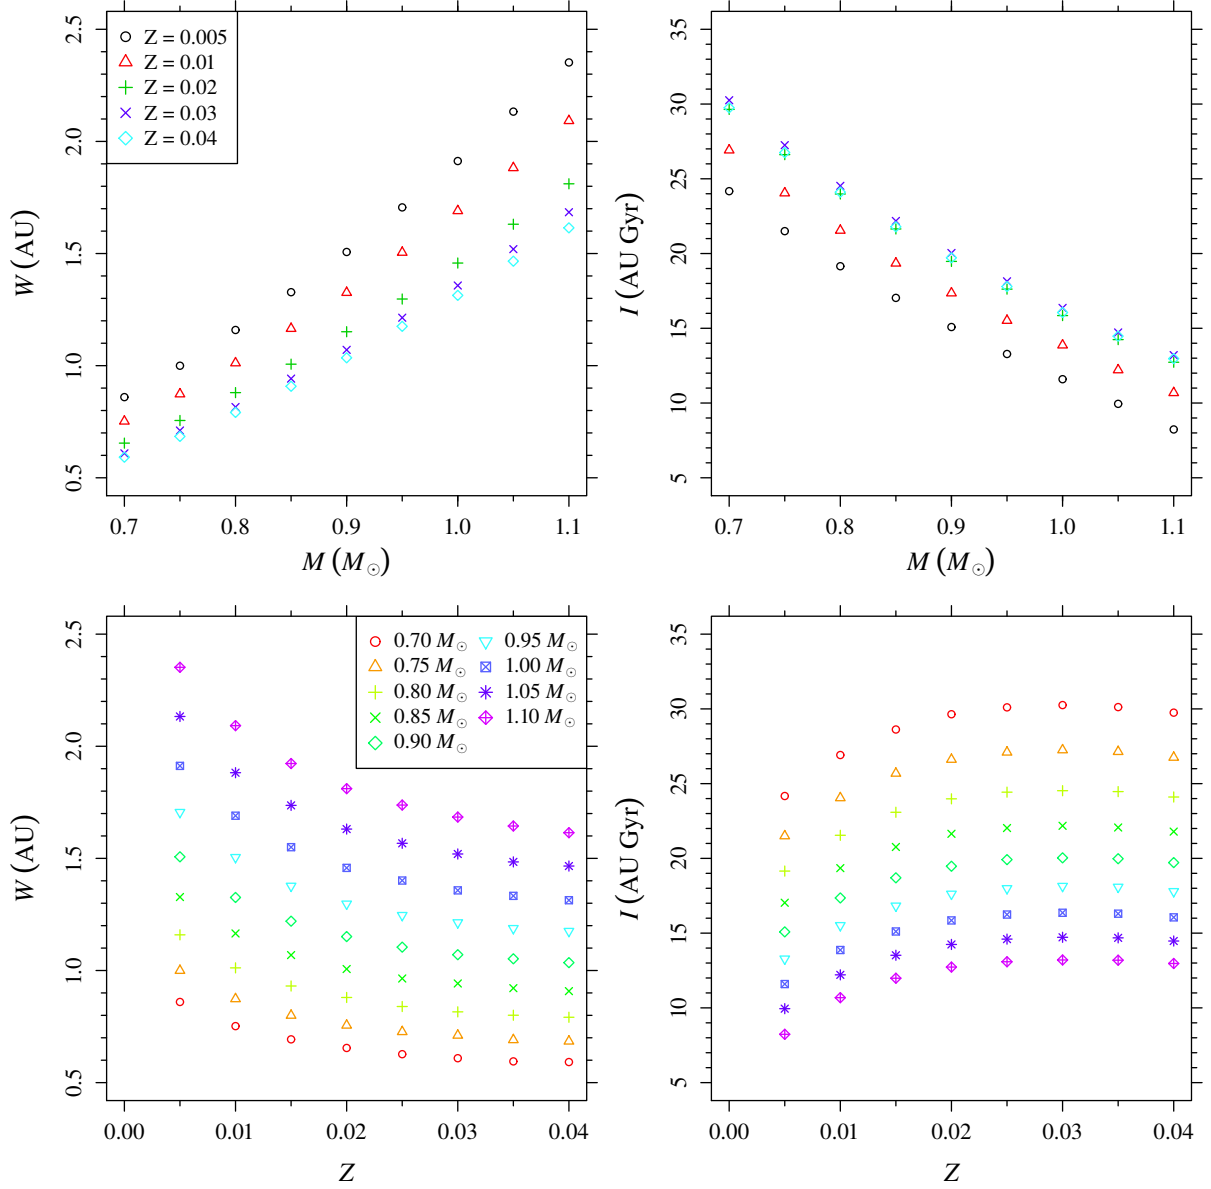 2.5
2.0
1.5
1.0
0.5
W (AU)
Z = 0.005
Z = 0.01
Z = 0.02
Z = 0.03
Z = 0.04
0.7 0.8 0.9 1.0 1.1
M (M☉)
35
30
25
20
15
10
5
I (AU Gyr)
0.7 0.8 0.9 1.0 1.1
M (M☉)
2.5
2.0
1.5
1.0
0.5
W (AU)
0.70 M☉ 0.95 M☉
0.75 M☉ 1.00 M☉
0.80 M☉ 1.05 M☉
0.85 M☉ 1.10 M☉
0.90 M☉
0.00 0.01 0.02 0.03 0.04
Z
35
30
25
20
15
10
5
I (AU Gyr)
0.00 0.01 0.02 0.03 0.04
Z